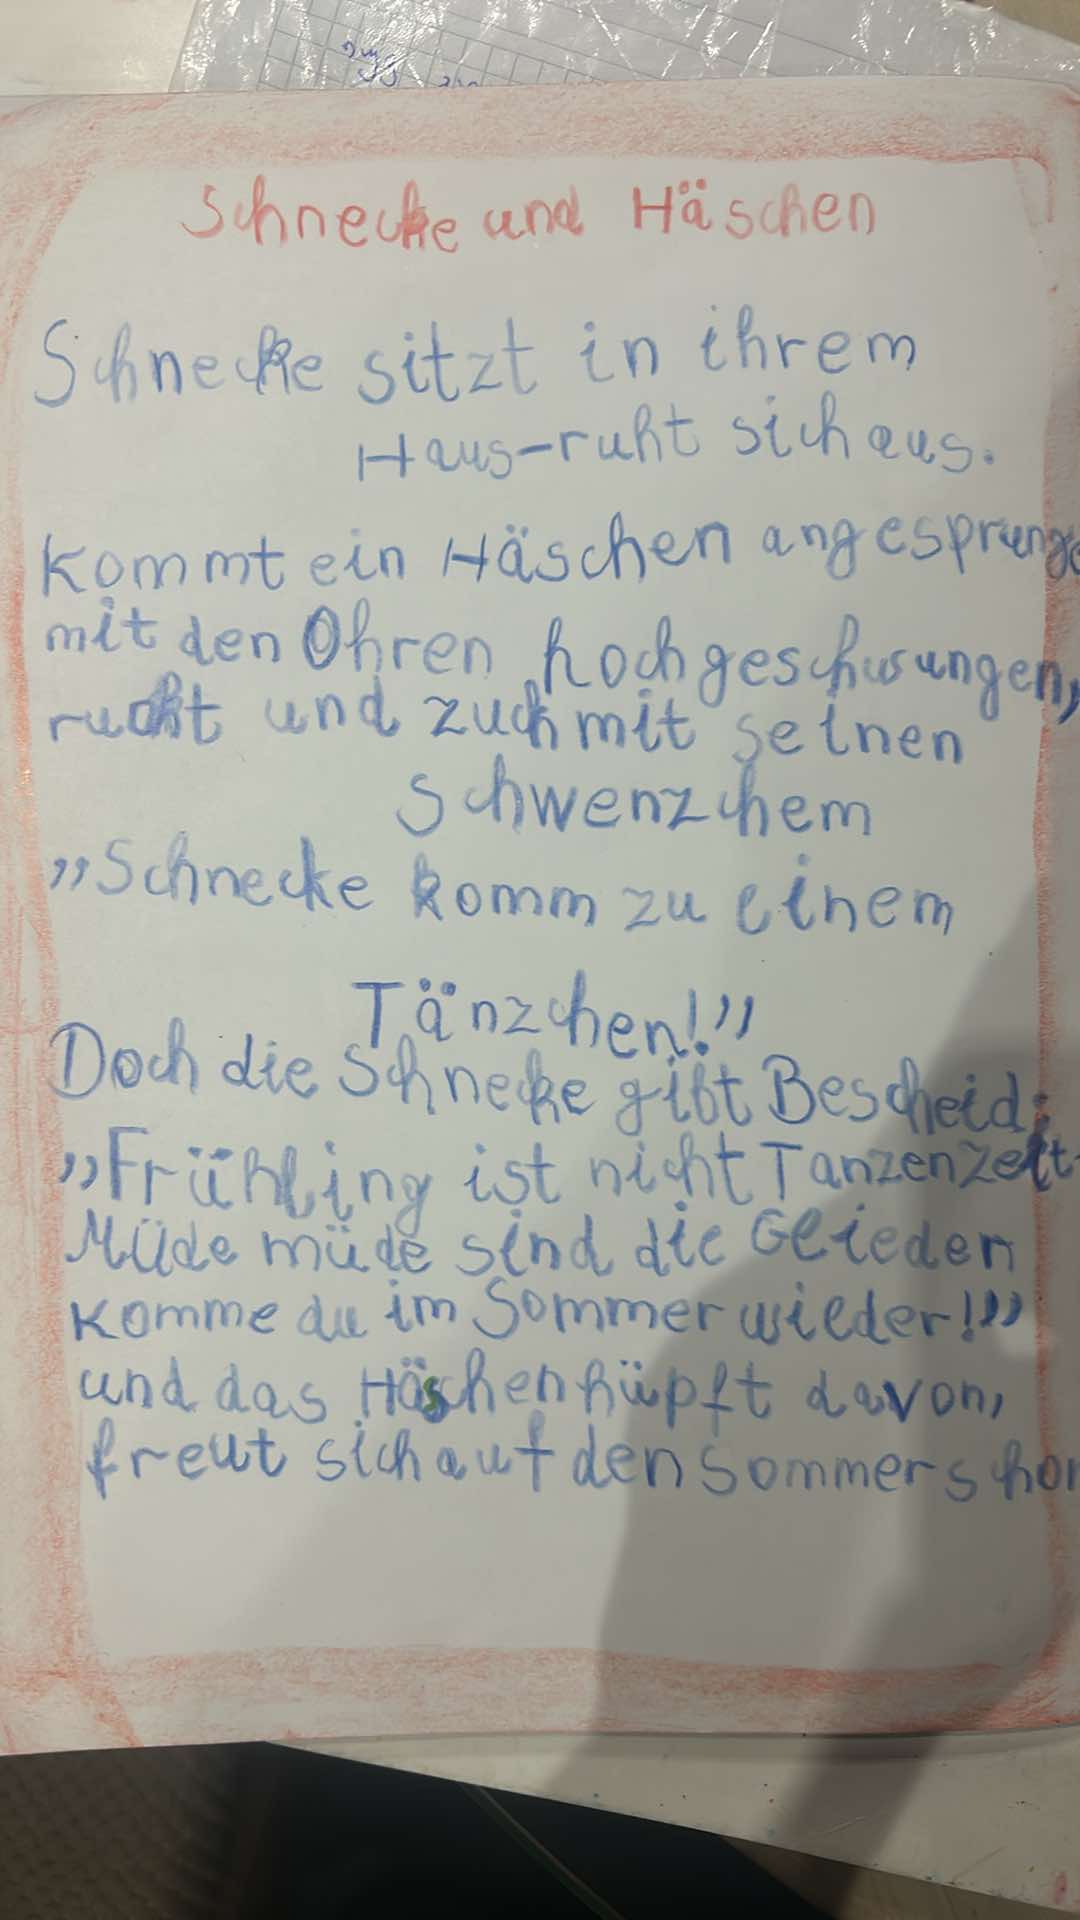 Schnecke und Häschen
Schnecke sitzt in ihrem
Haus-ruht sich aus.
Kommt ein Häschen angesprunge
mit den Ohren hochgeschwungen,
ruckt und zuch mit seinen
Schwenzchem
„Schnecke komm zu einem
Tänzchen!”
Doch die Schnecke gibt Bescheid:
„Frühling ist nicht Tanzenzeit-
Müde müde sind die Glieden
Komme du im Sommer wieder!”
und das Häschen hüpft davon,
freut sich auf den Sommer schon